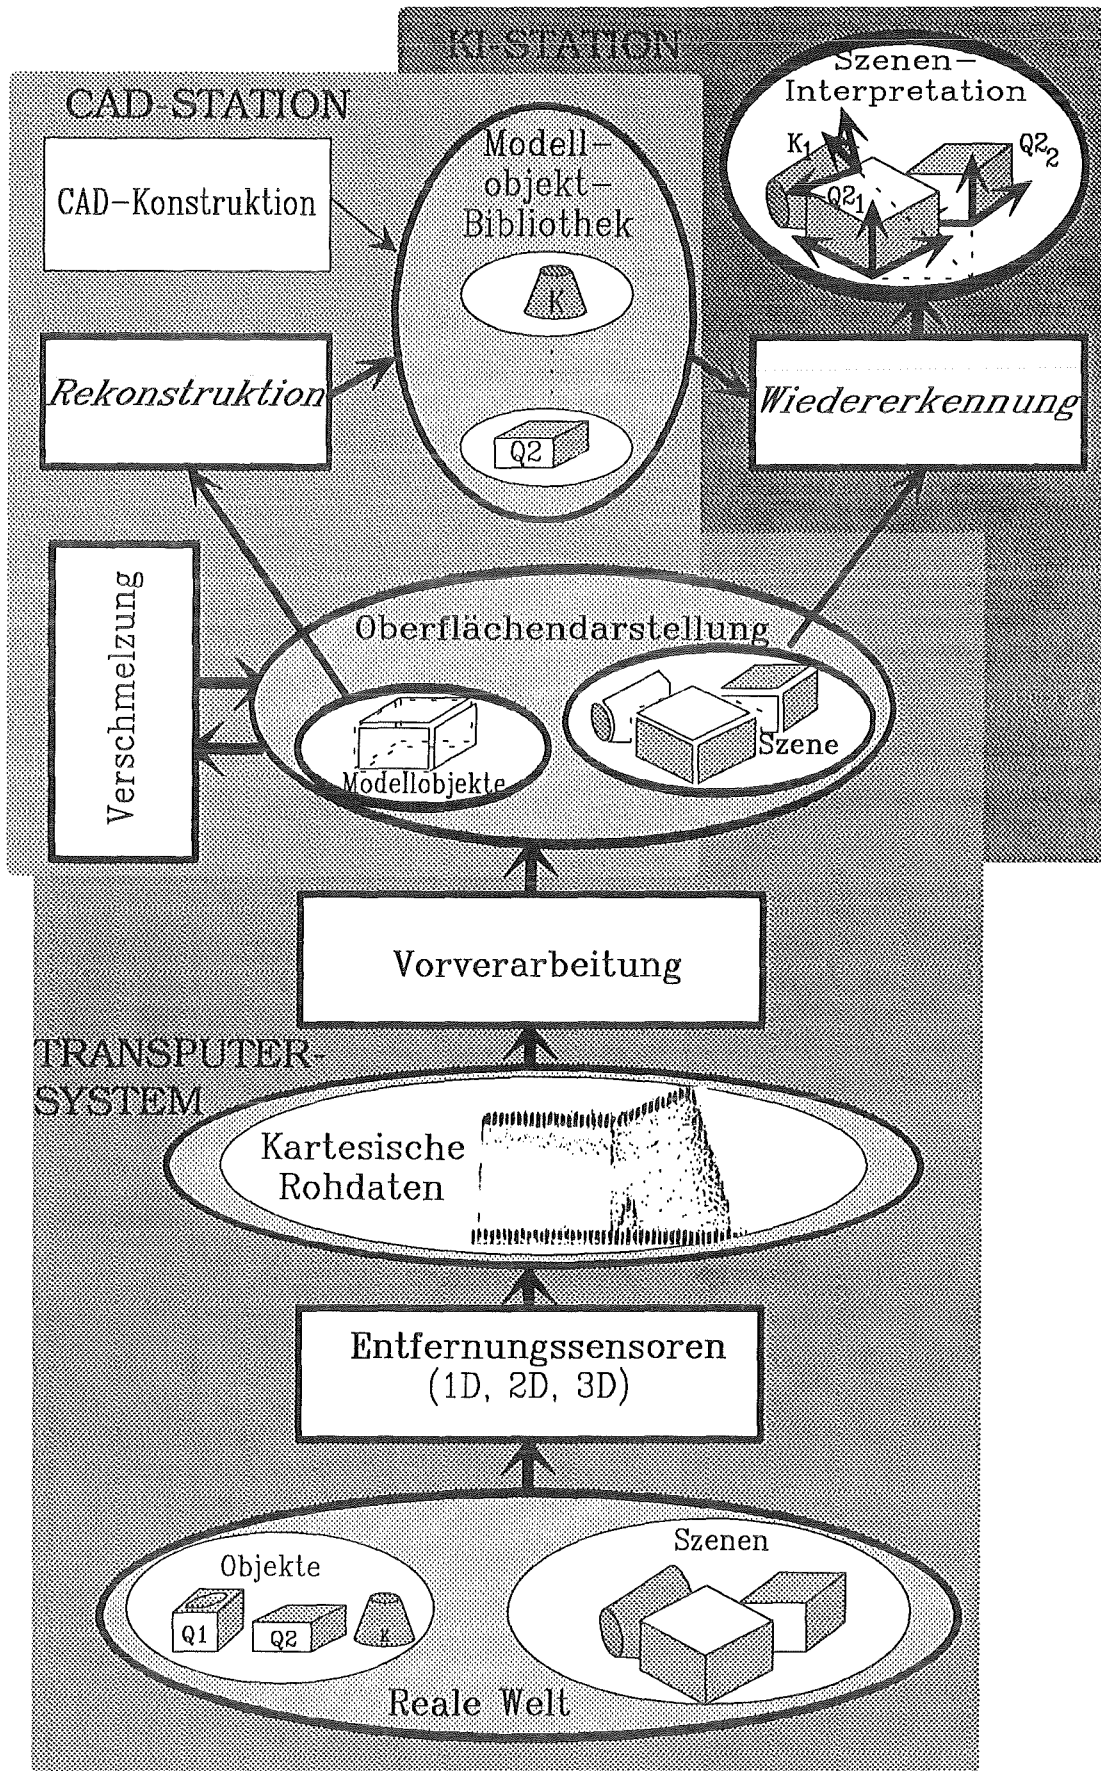 KI-STATION
Szenen-
Interpretation
K1
Q21
Q22
CAD-STATION
CAD-Konstruktion
Modell-
objekt-
Bibliothek
K
Q2
Rekonstruktion
Wiedererkennung
Verschmelzung
Oberflächendarstellung
Modellobjekte
Szene
Vorverarbeitung
TRANSPUTER-
SYSTEM
Kartesische
Rohdaten
Entfernungssensoren
(1D, 2D, 3D)
Objekte
Q1
Q2
K
Szenen
Reale Welt